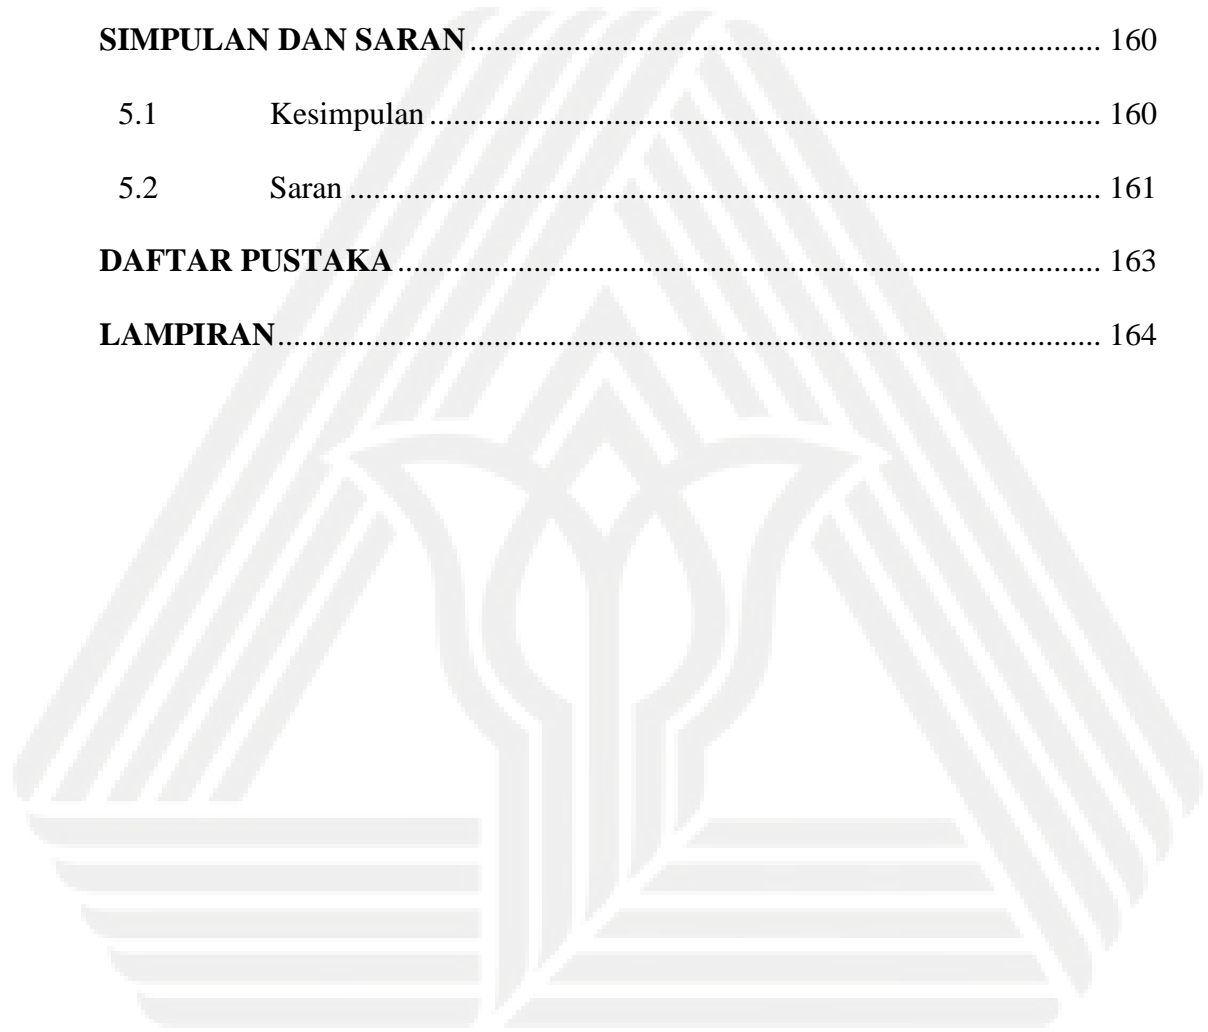 SIMPULAN DAN SARAN ........................................................................... 160
5.1 Kesimpulan ................................................................................ 160
5.2 Saran .......................................................................................... 161
DAFTAR PUSTAKA .................................................................................... 163
LAMPIRAN .................................................................................................. 164